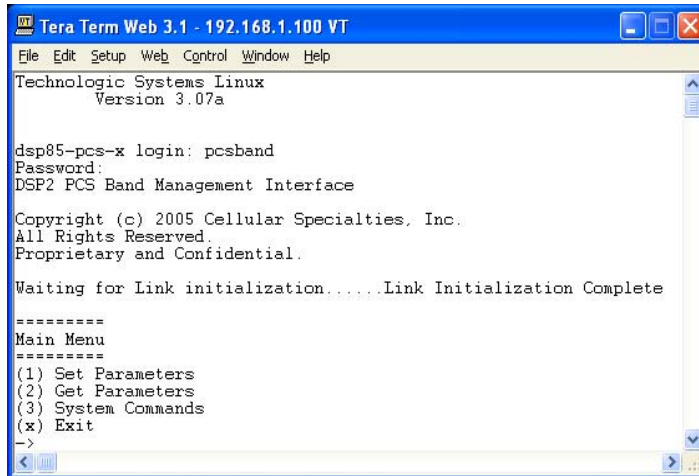 Tera Term Web 3.1 - 192.168.1.100 VT
File Edit Setup Web Control Window Help
Technologic Systems Linux
Version 3.07a
dsp85-pcs-x login: pcsband
Password:
DSP2 PCS Band Management Interface
Copyright (c) 2005 Cellular Specialties, Inc.
All Rights Reserved.
Proprietary and Confidential.
Waiting for Link initialization......Link Initialization Complete
=========
Main Menu
=========
(1) Set Parameters
(2) Get Parameters
(3) System Commands
(x) Exit
->